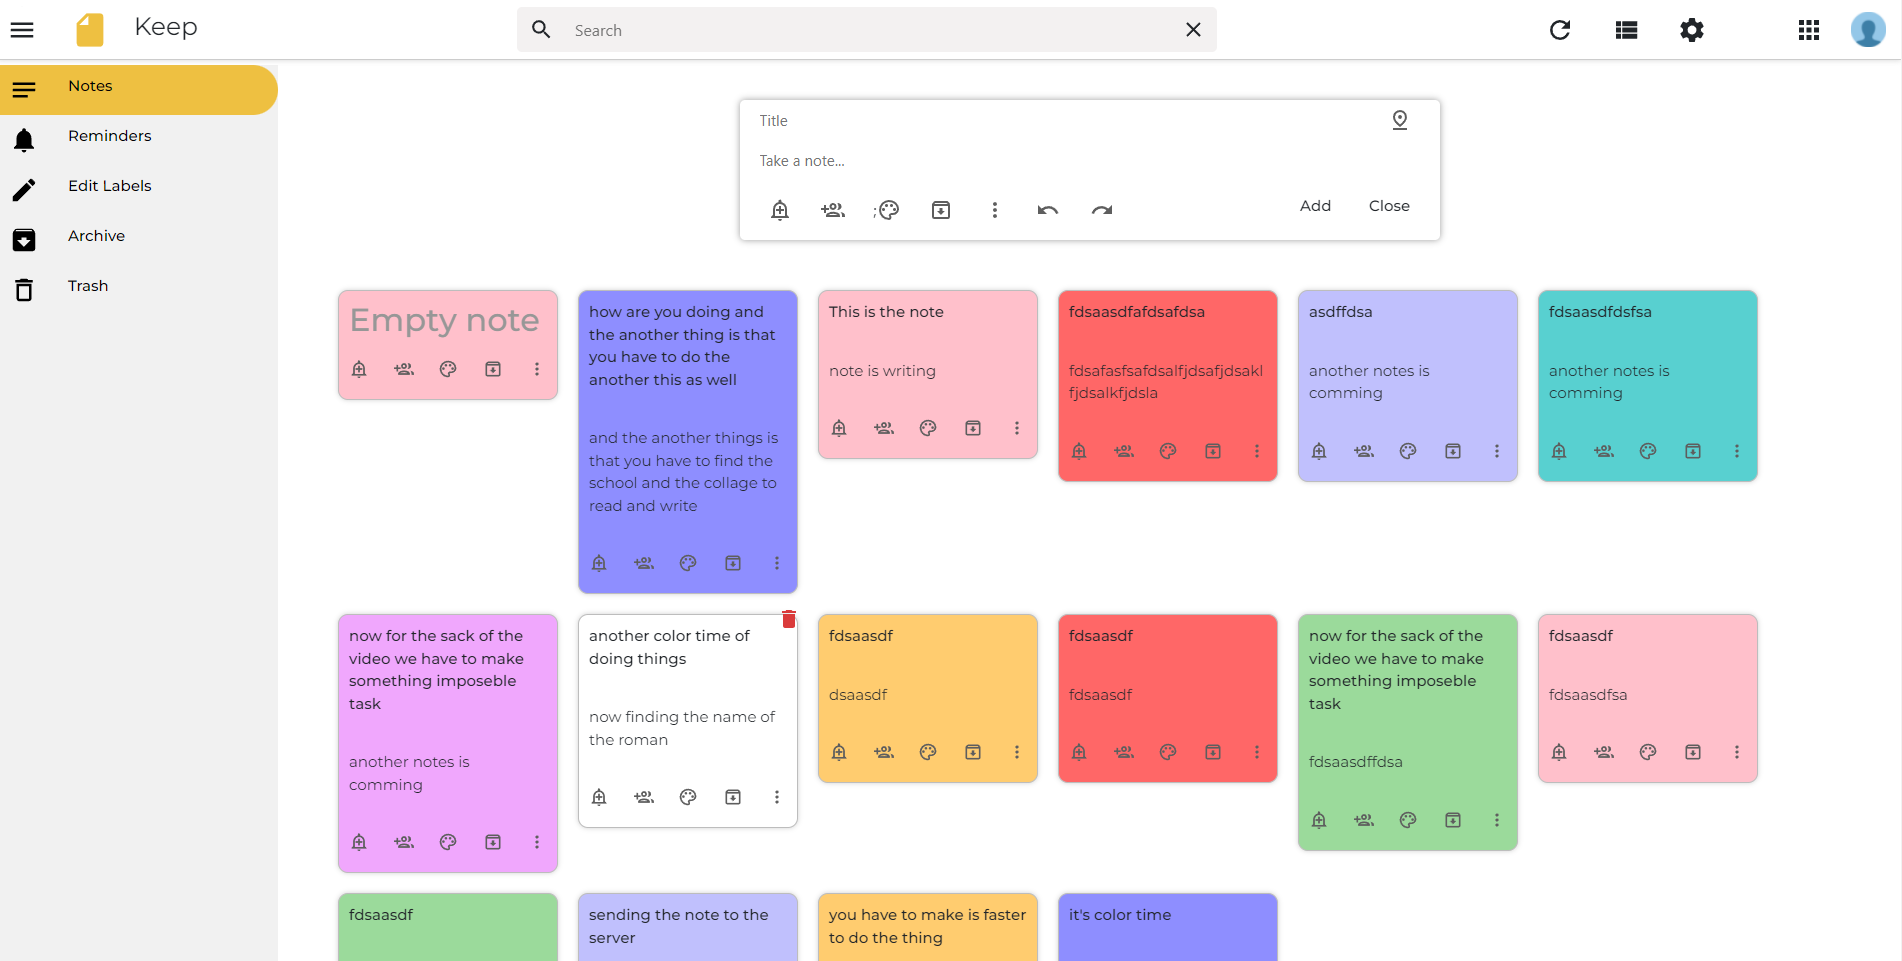 Keep
Search
Notes
Reminders
Edit Labels
Archive
Trash
Title
Take a note...
Add
Close
Empty note
how are you doing and
the another thing is that
you have to do the
another this as well
and the another things is
that you have to find the
school and the collage to
read and write
This is the note
note is writing
fdsaasdfafdsafdsa
fdsafasfsafdsalfjdsafjdsakl
fjdsalkfjdsla
asdffdsa
another notes is
comming
fdsaasdfdsfsa
another notes is
comming
now for the sack of the
video we have to make
something imposeble
task
another notes is
comming
another color time of
doing things
now finding the name of
the roman
fdsaasdf
dsaasdf
fdsaasdf
fdsaasdf
now for the sack of the
video we have to make
something imposeble
task
fdsaasdffdsa
fdsaasdf
fdsaasdfsa
fdsaasdf
sending the note to the
server
you have to make is faster
to do the thing
it's color time